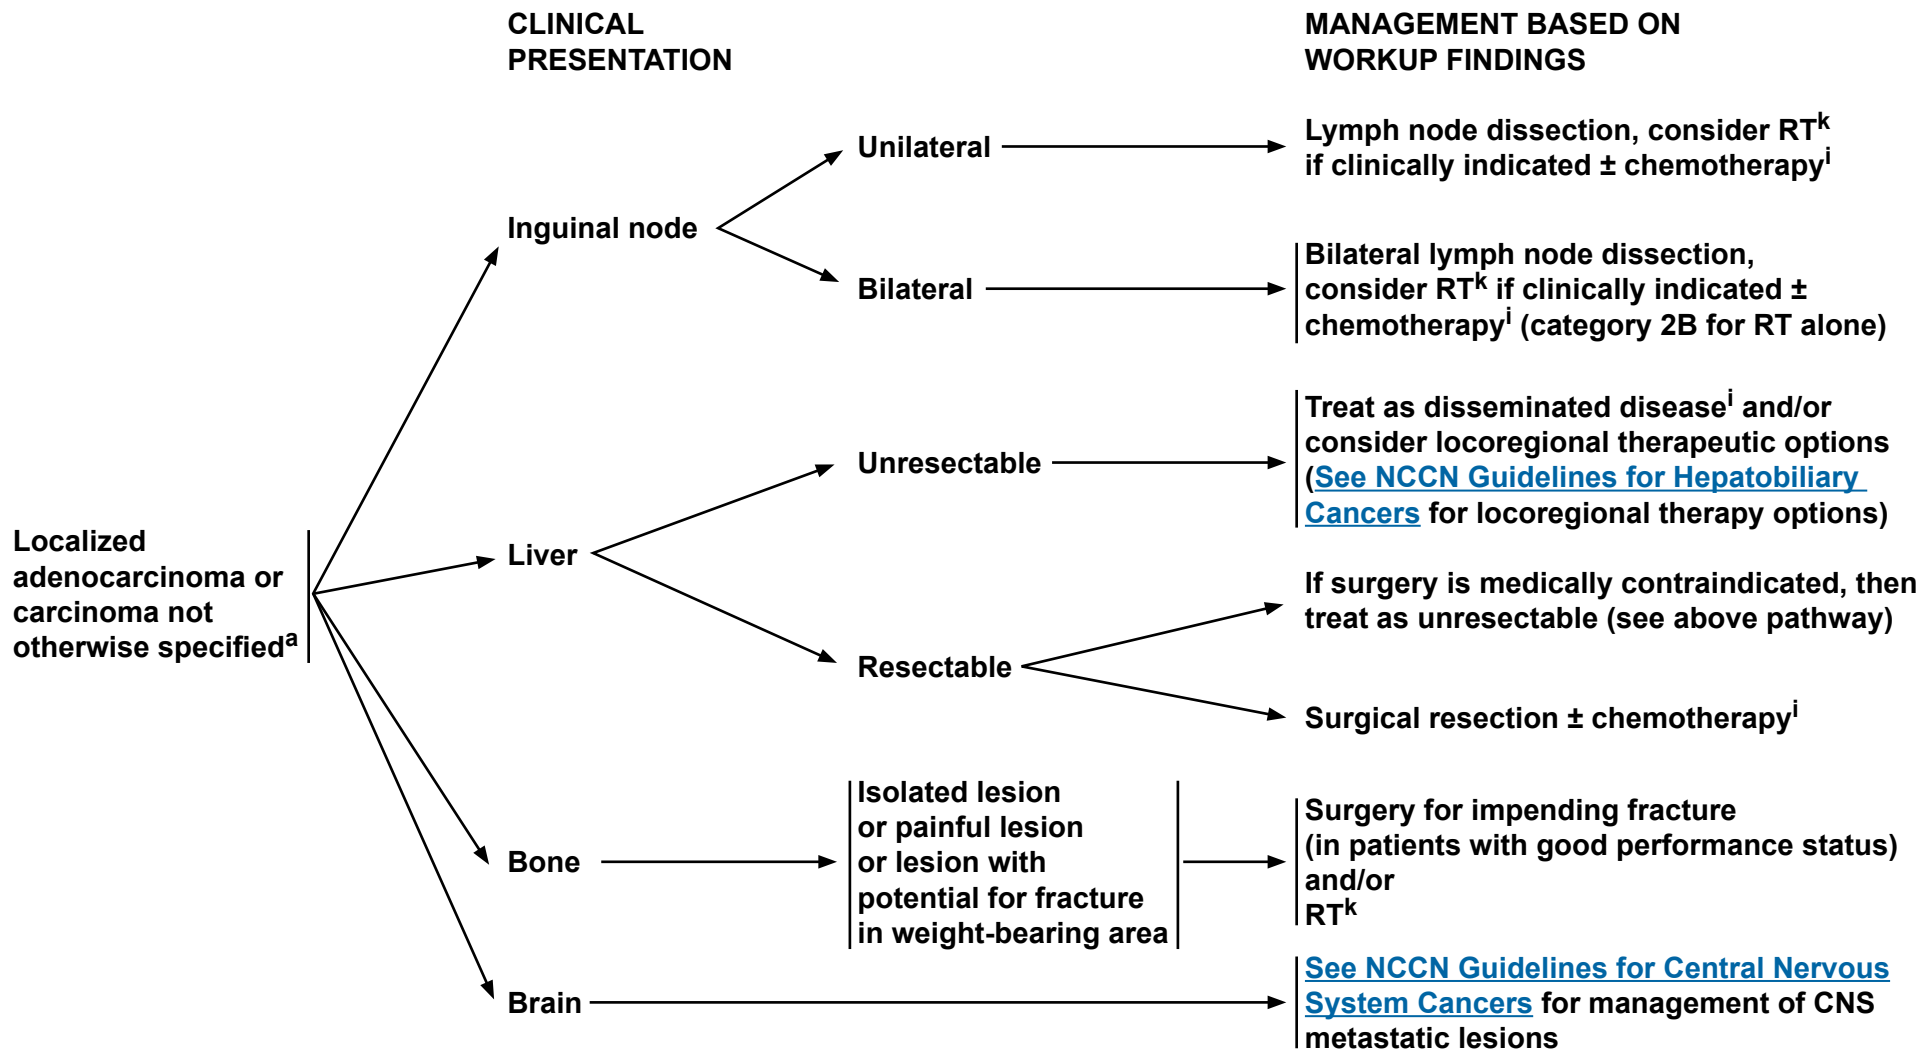 CLINICAL
PRESENTATION
MANAGEMENT BASED ON
WORKUP FINDINGS
Localized
adenocarcinoma or
carcinoma not
otherwise specifiedᵃ
Inguinal node
Unilateral
Lymph node dissection, consider RTᵏ
if clinically indicated ± chemotherapyⁱ
Bilateral
Bilateral lymph node dissection,
consider RTᵏ if clinically indicated ±
chemotherapyⁱ (category 2B for RT alone)
Liver
Unresectable
Treat as disseminated diseaseⁱ and/or
consider locoregional therapeutic options
(See NCCN Guidelines for Hepatobiliary
Cancers for locoregional therapy options)
Resectable
If surgery is medically contraindicated, then
treat as unresectable (see above pathway)
Surgical resection ± chemotherapyⁱ
Bone
Isolated lesion
or painful lesion
or lesion with
potential for fracture
in weight-bearing area
Surgery for impending fracture
(in patients with good performance status)
and/or
RTᵏ
Brain
See NCCN Guidelines for Central Nervous
System Cancers for management of CNS
metastatic lesions